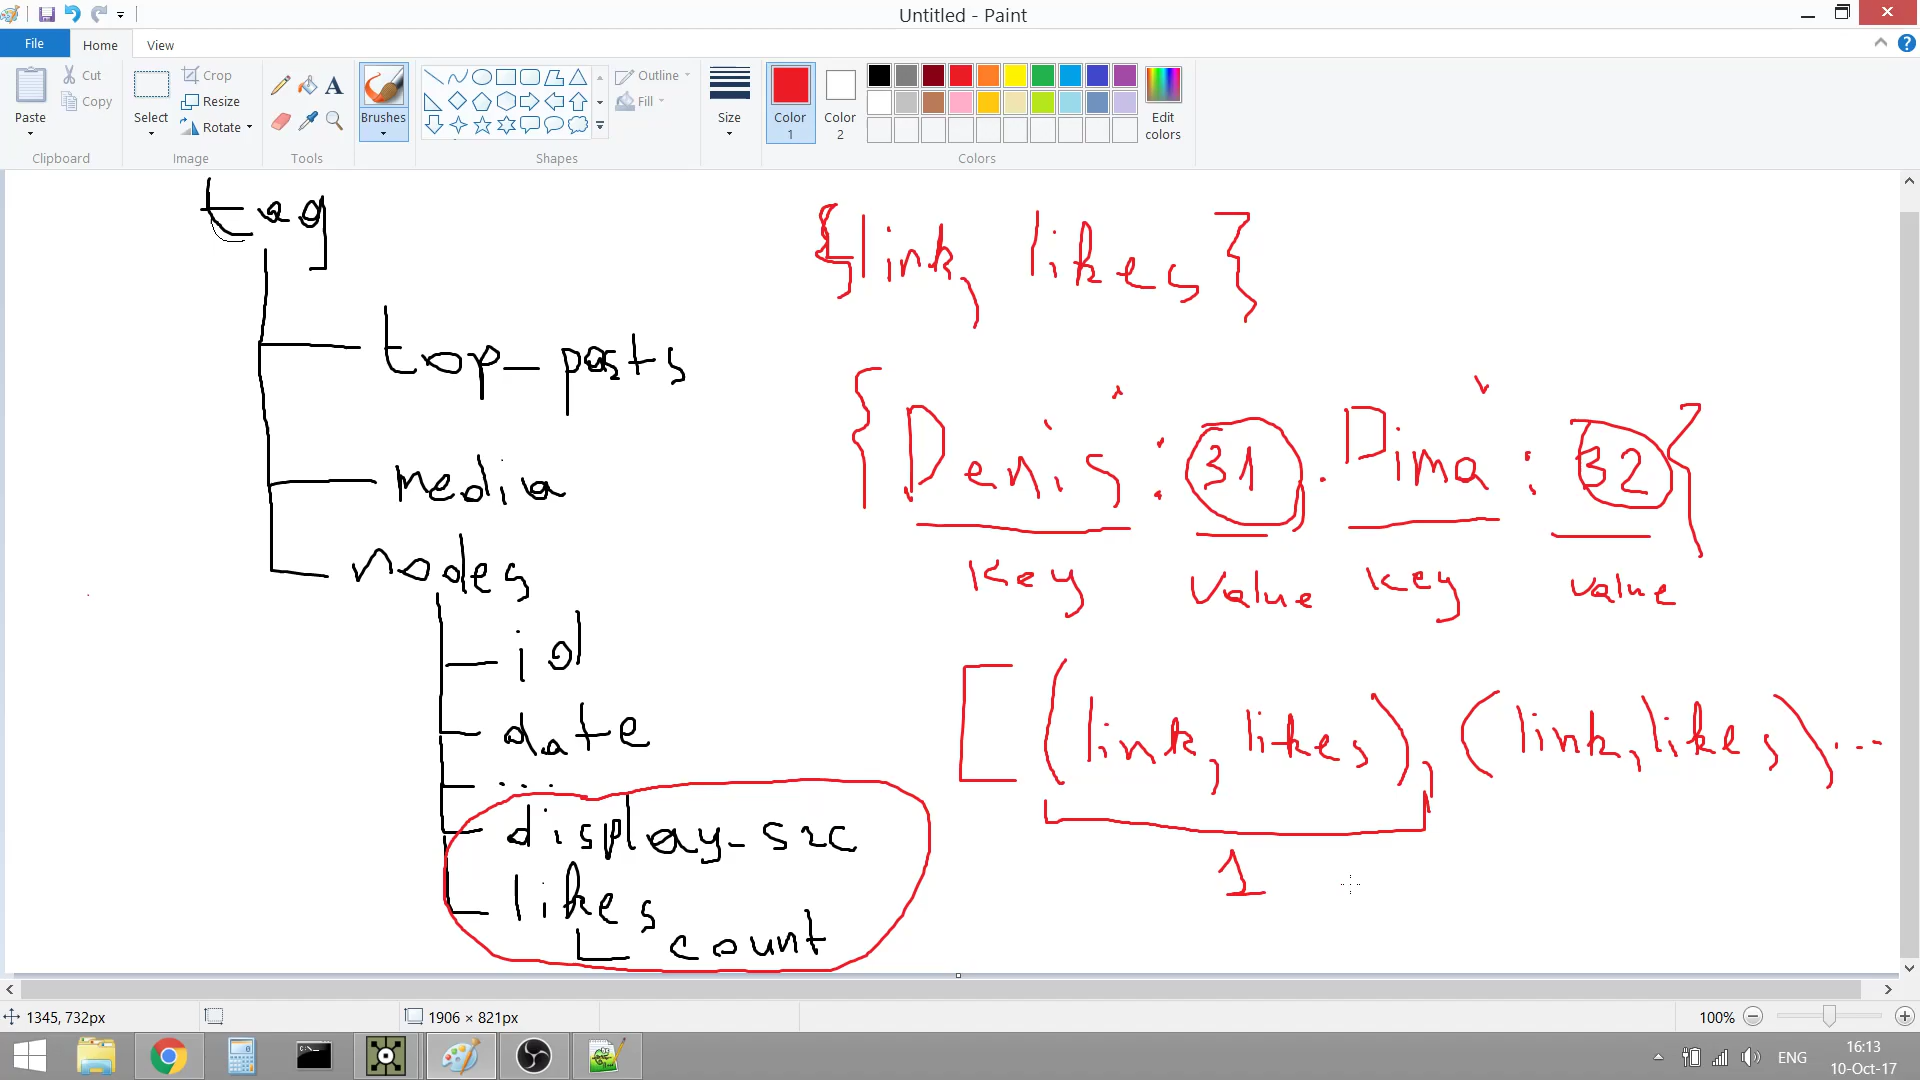 Untitled - Paint
File
Home
View
Paste
Cut
Copy
Clipboard
Select
Crop
Resize
Rotate
Image
A
Tools
Brushes
Outline
Fill
Shapes
Size
Color 1
Color 2
Edit colors
Colors
tag
top_posts
media
nodes
id
date
...
display_src
likes
count
{link, likes}
{Denis : 31 . Dima : 32}
key value key value
[(link, likes), (link, likes)...
1
1345, 732px
1906 × 821px
100%
ENG
16:13
10-Oct-17